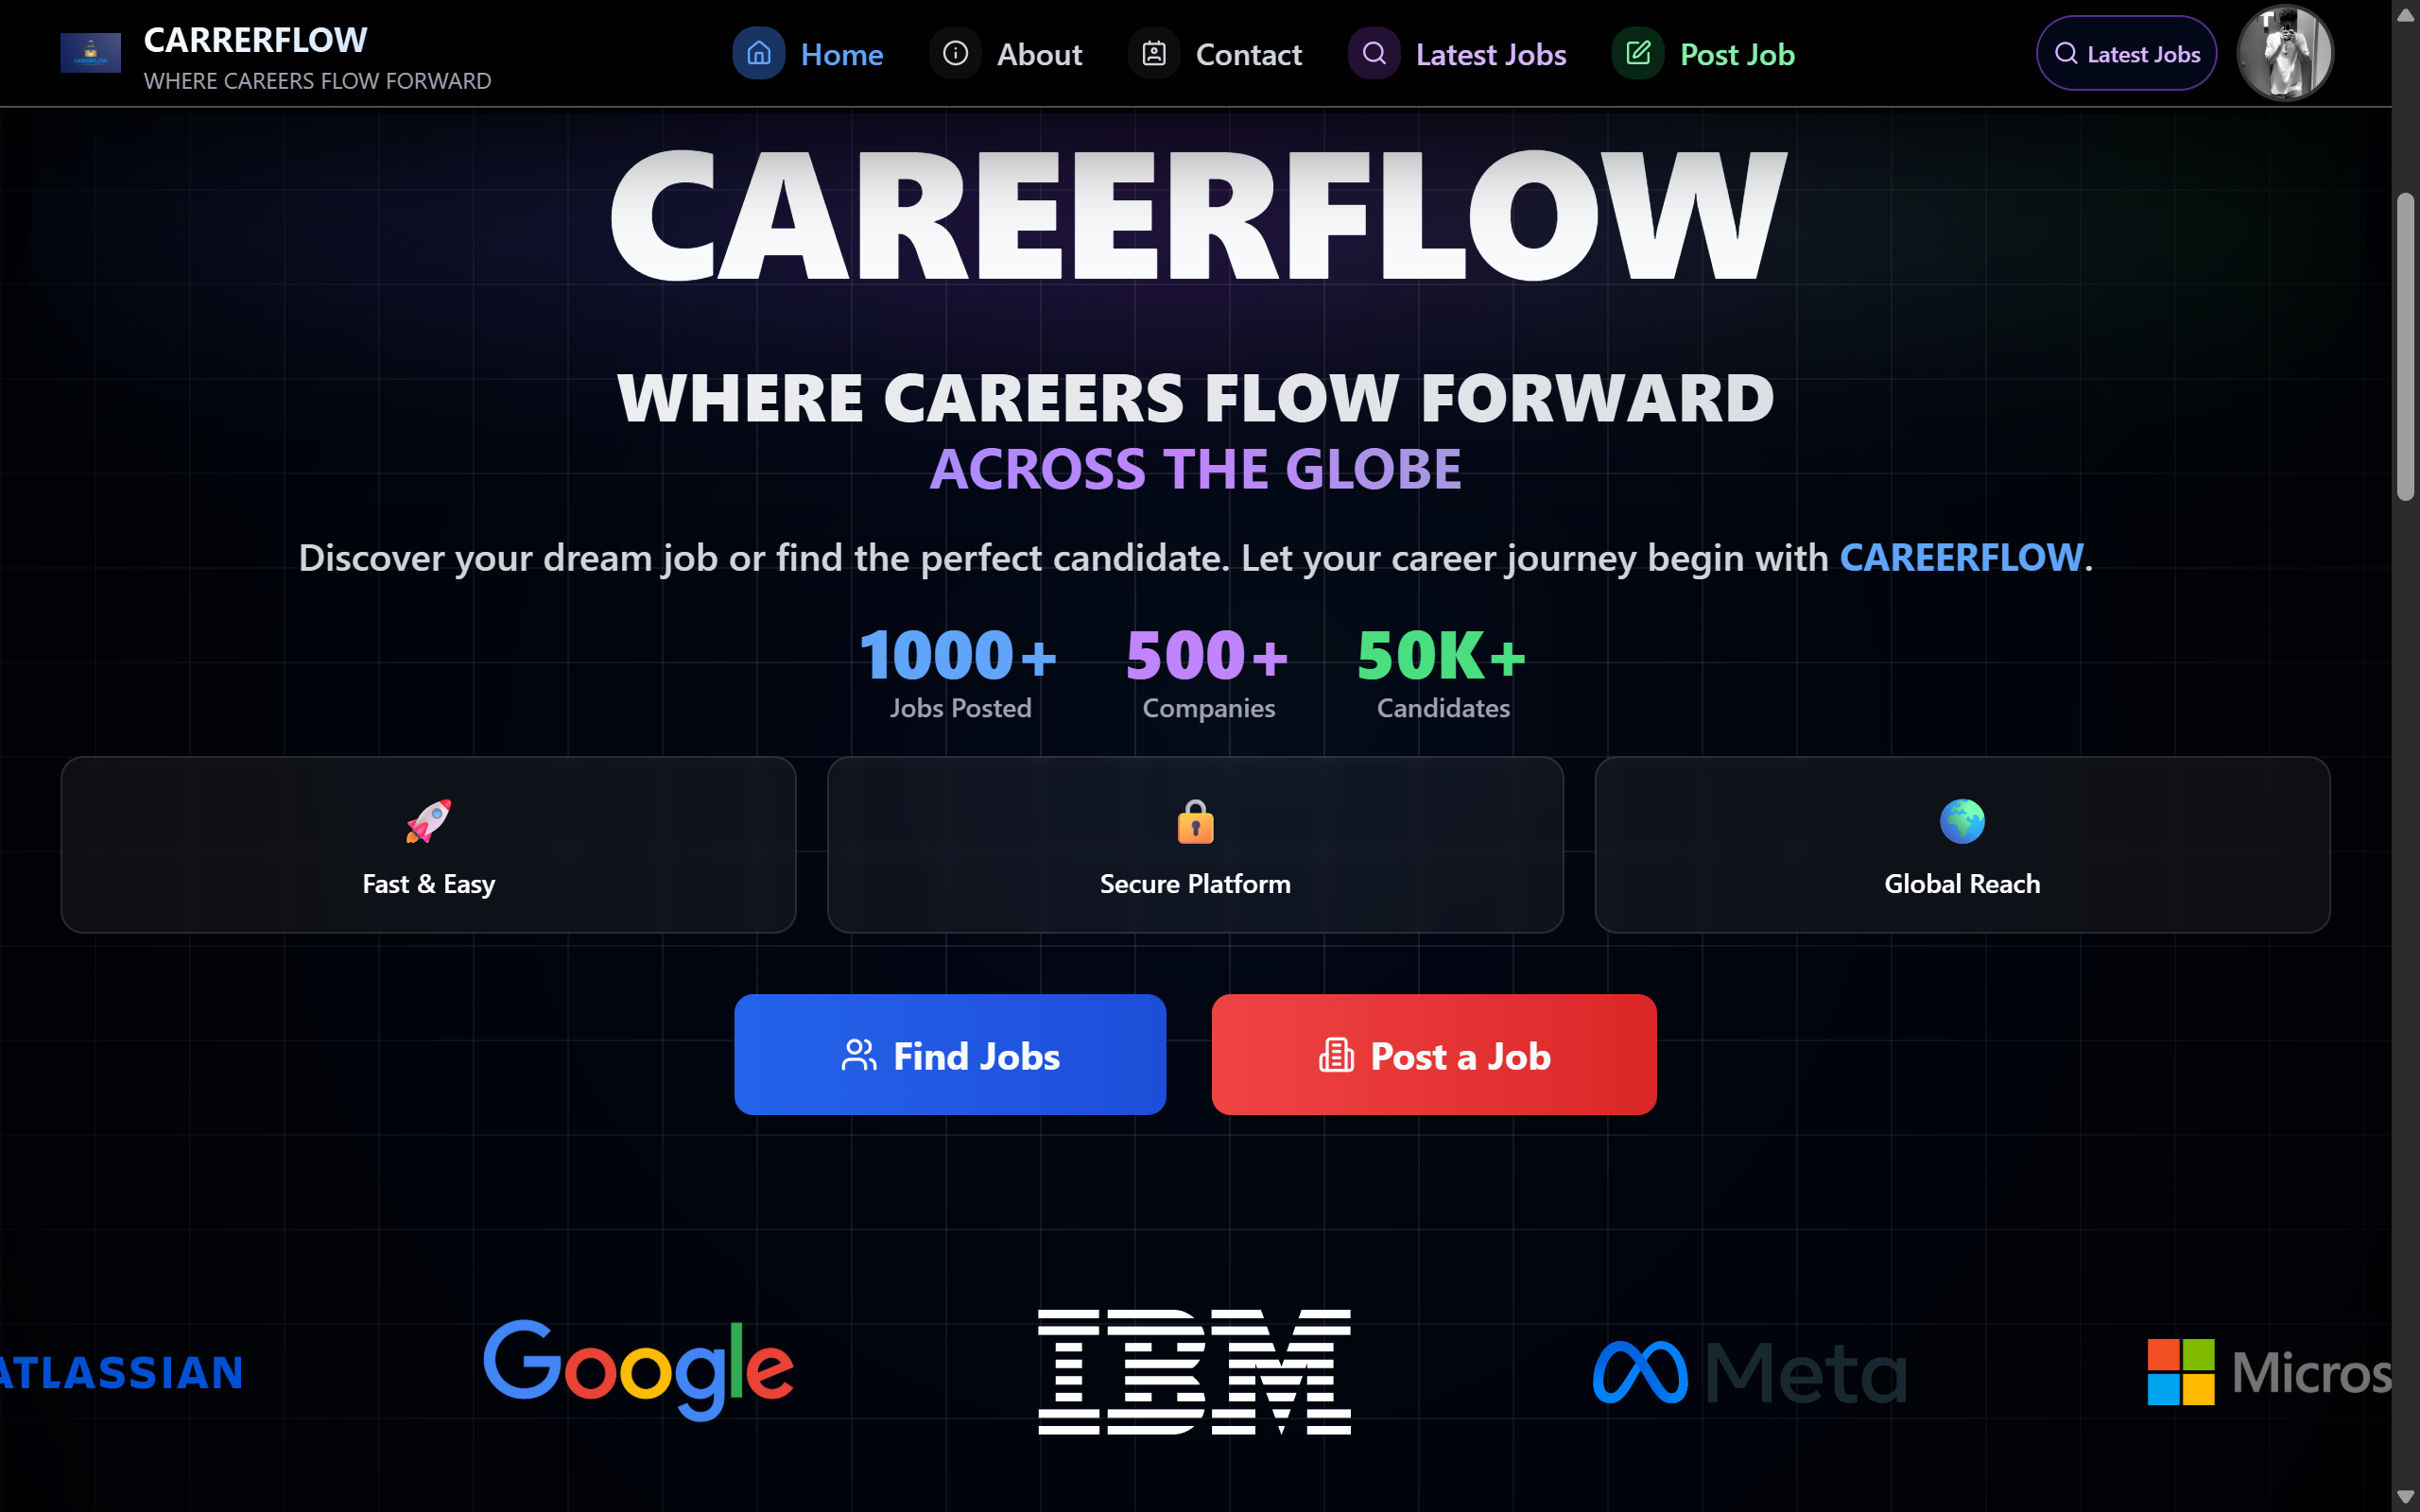 CARRERFLOW
WHERE CAREERS FLOW FORWARD
Home
About
Contact
Latest Jobs
Post Job
Latest Jobs
CAREERFLOW
WHERE CAREERS FLOW FORWARD
ACROSS THE GLOBE
Discover your dream job or find the perfect candidate. Let your career journey begin with CAREERFLOW.
1000+ 500+ 50K+
Jobs Posted Companies Candidates
Fast & Easy
Secure Platform
Global Reach
Find Jobs
Post a Job
ATLASSIAN
Google
IBM
Meta
Micros